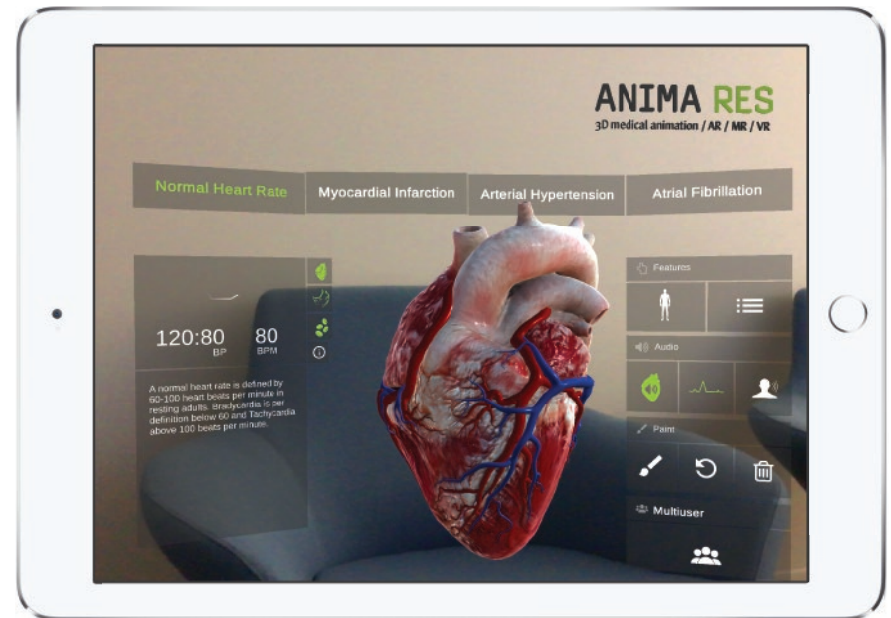 ANIMA RES
3D medical animation / AR / MR / VR
Normal Heart Rate
Myocardial Infarction
Arterial Hypertension
Atrial Fibrillation
120:80
BP
80
BPM
A normal heart rate is defined by
60-100 heart beats per minute in
resting adults. Bradycardia is per
definition below 60 and Tachycardia
above 100 beats per minute.
Features
Audio
Paint
Multiuser